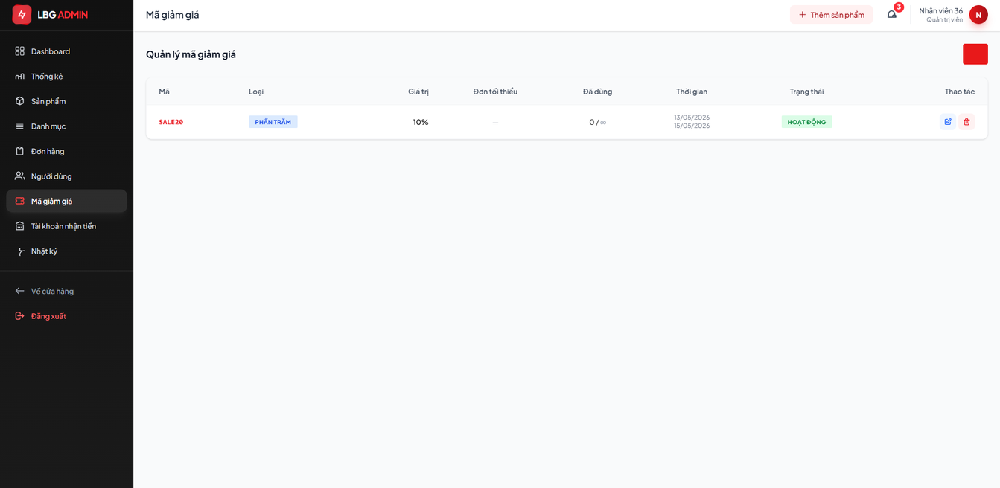 LBG ADMIN
Dashboard
Thống kê
Sản phẩm
Danh mục
Đơn hàng
Người dùng
Mã giảm giá
Tài khoản nhận tiền
Nhật ký
Về cửa hàng
Đăng xuất
Mã giảm giá
Thêm sản phẩm
3
Nhân viên 36
Quản trị viên
N
Quản lý mã giảm giá
Mã Loại Giá trị Đơn tối thiểu Đã dùng Thời gian Trạng thái Thao tác
SALE20 PHẦN TRĂM 10% — 0 / ∞ 13/05/2026 HOẠT ĐỘNG
15/05/2026